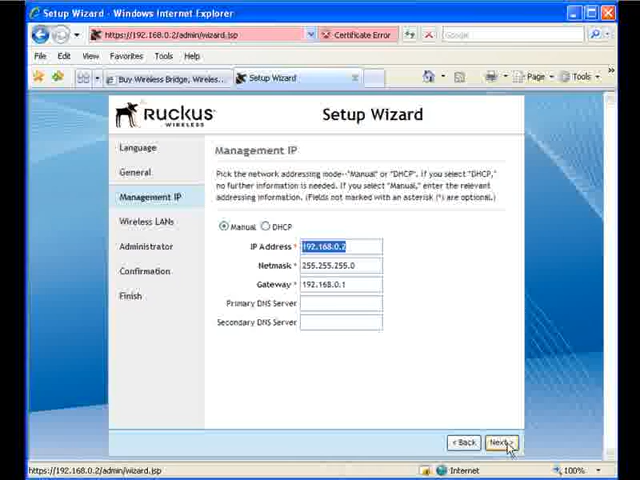 Setup Wizard - Windows Internet Explorer
https://192.168.0.2/admin/wizard.jsp
Certificate Error
Google
File Edit View Favorites Tools Help
Buy Wireless Bridge, Wireles...
Setup Wizard
Page
Tools
RUCKUS
WIRELESS
Setup Wizard
Language
General
Management IP
Wireless LANs
Administrator
Confirmation
Finish
Management IP
Pick the network addressing mode--"Manual" or "DHCP". If you select "DHCP,"
no further information is needed. If you select "Manual," enter the relevant
addressing information. (Fields not marked with an asterisk (*) are optional.)
Manual DHCP
IP Address * 192.168.0.2
Netmask * 255.255.255.0
Gateway * 192.168.0.1
Primary DNS Server
Secondary DNS Server
< Back Next >
https://192.168.0.2/admin/wizard.jsp
Internet
100%